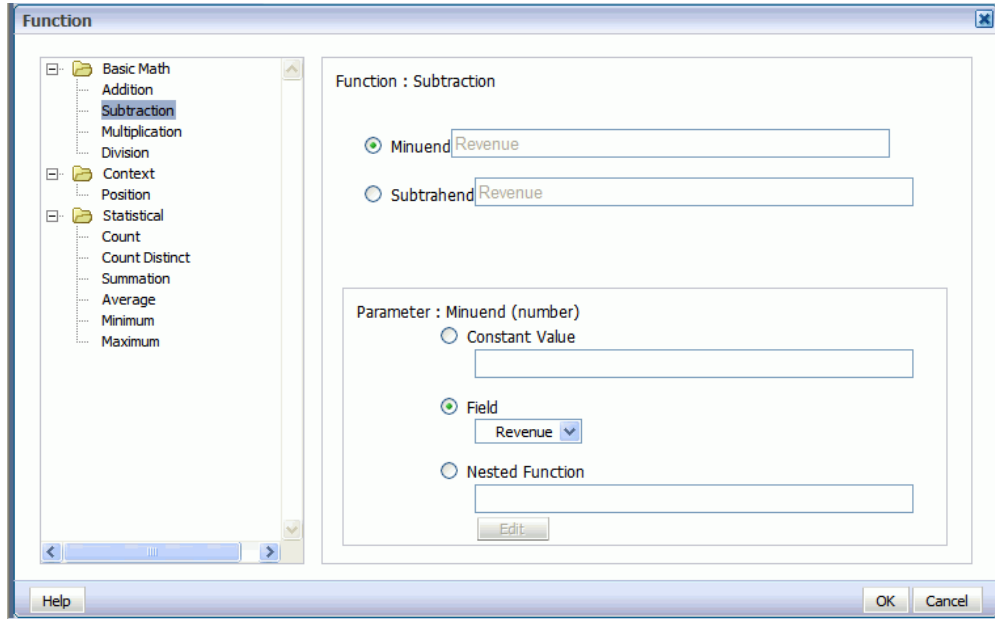 Function
Basic Math
Addition
Subtraction
Multiplication
Division
Context
Position
Statistical
Count
Count Distinct
Summation
Average
Minimum
Maximum
Function : Subtraction
Minuend Revenue
Subtrahend Revenue
Parameter : Minuend (number)
Constant Value
Field
Revenue
Nested Function
Edit
Help
OK Cancel